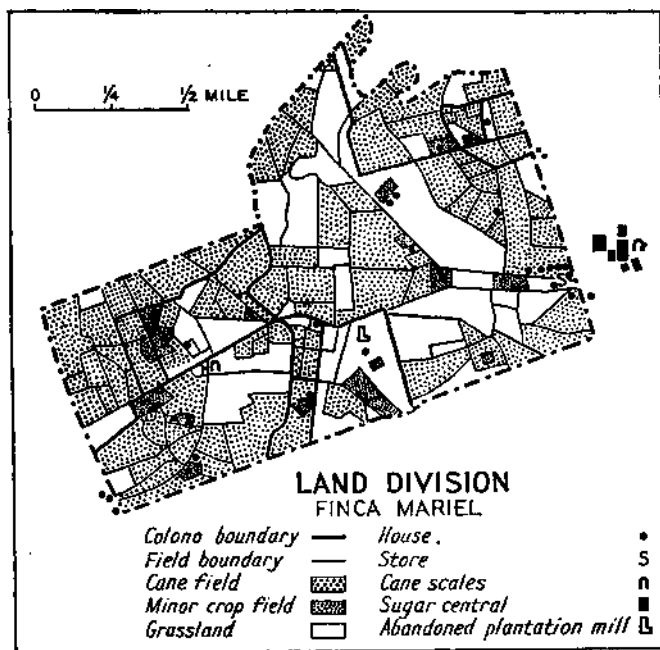 0 ¼ ½ MILE
LAND DIVISION
FINCA MARIEL
Colono boundary House.
Field boundary Store S
Cane field Cane scales
Minor crop field Sugar central
Grassland Abandoned plantation mill